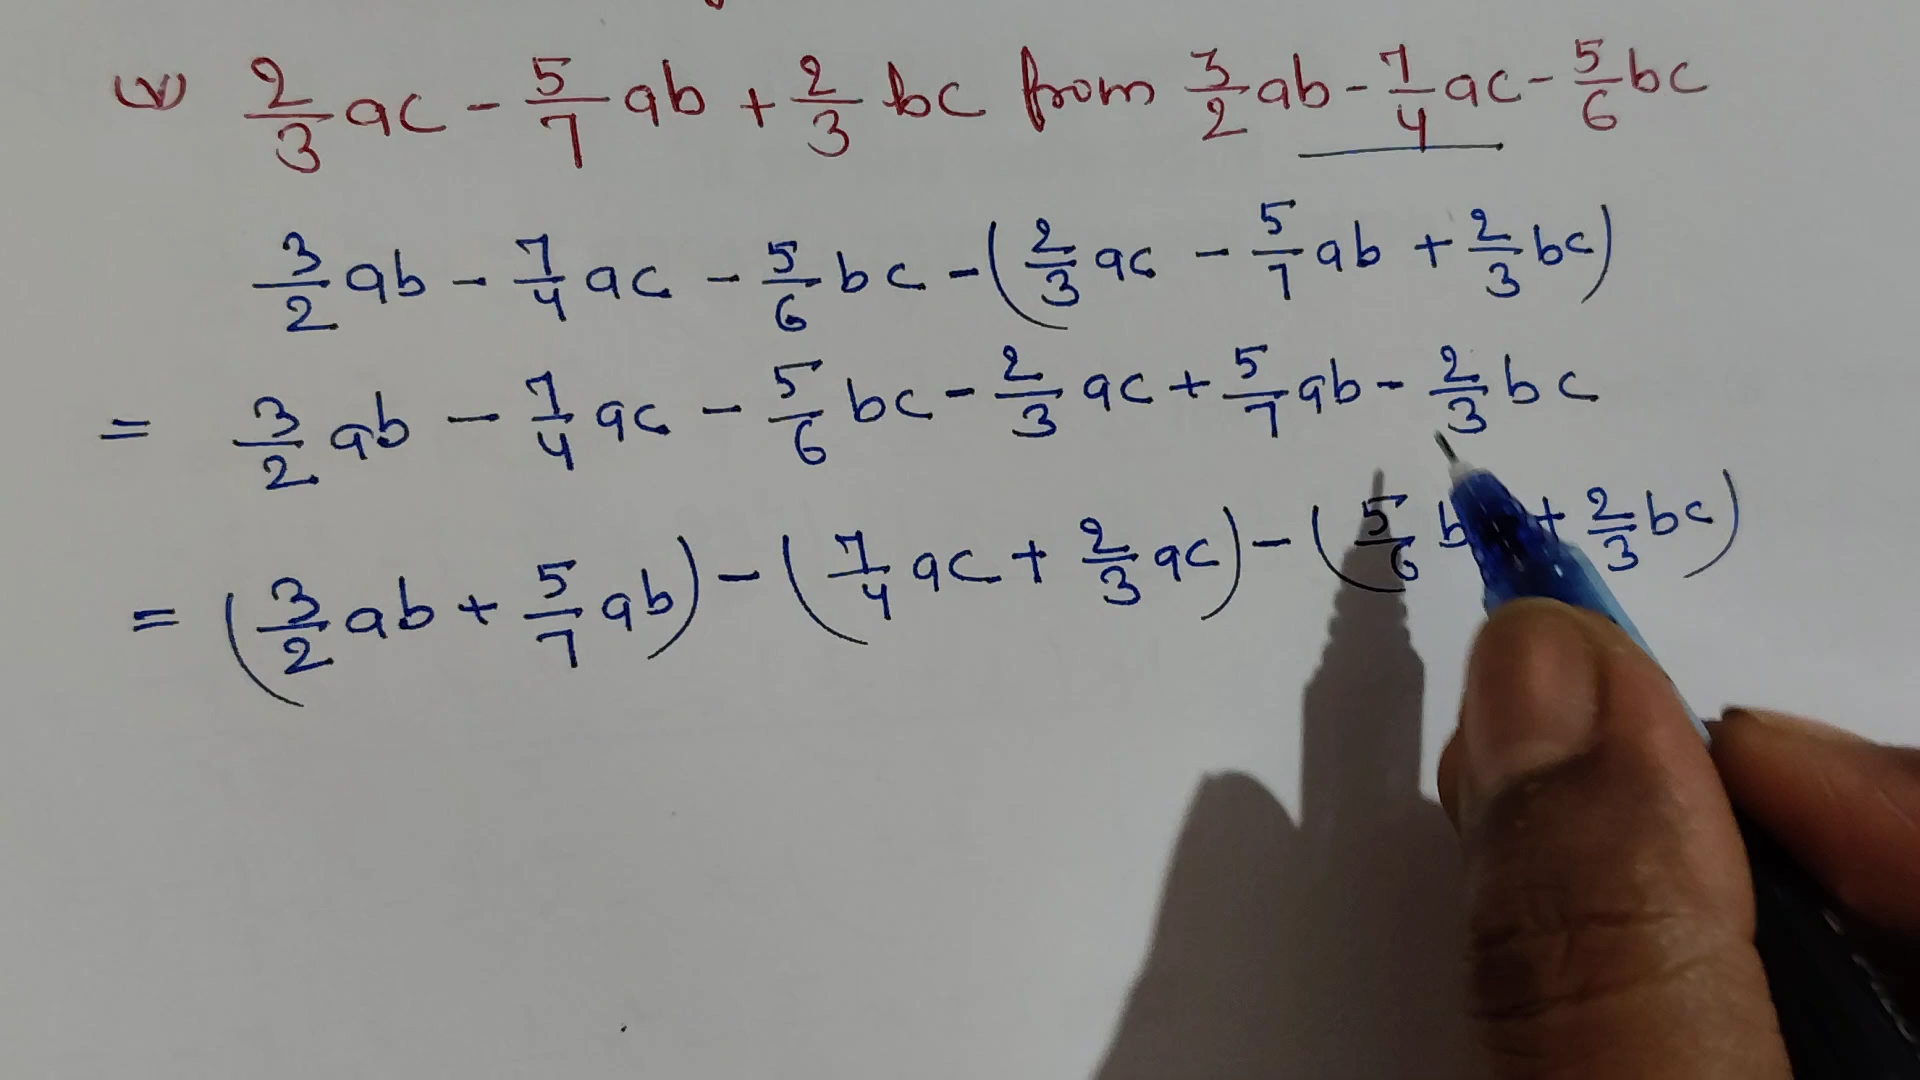 (v) 2/3 ac - 5/7 ab + 2/3 bc from 3/2 ab - 7/4 ac - 5/6 bc
3/2 ab - 7/4 ac - 5/6 bc - (2/3 ac - 5/7 ab + 2/3 bc)
= 3/2 ab - 7/4 ac - 5/6 bc - 2/3 ac + 5/7 ab - 2/3 bc
= (3/2 ab + 5/7 ab) - (7/4 ac + 2/3 ac) - (5/6 b + 2/3 bc)